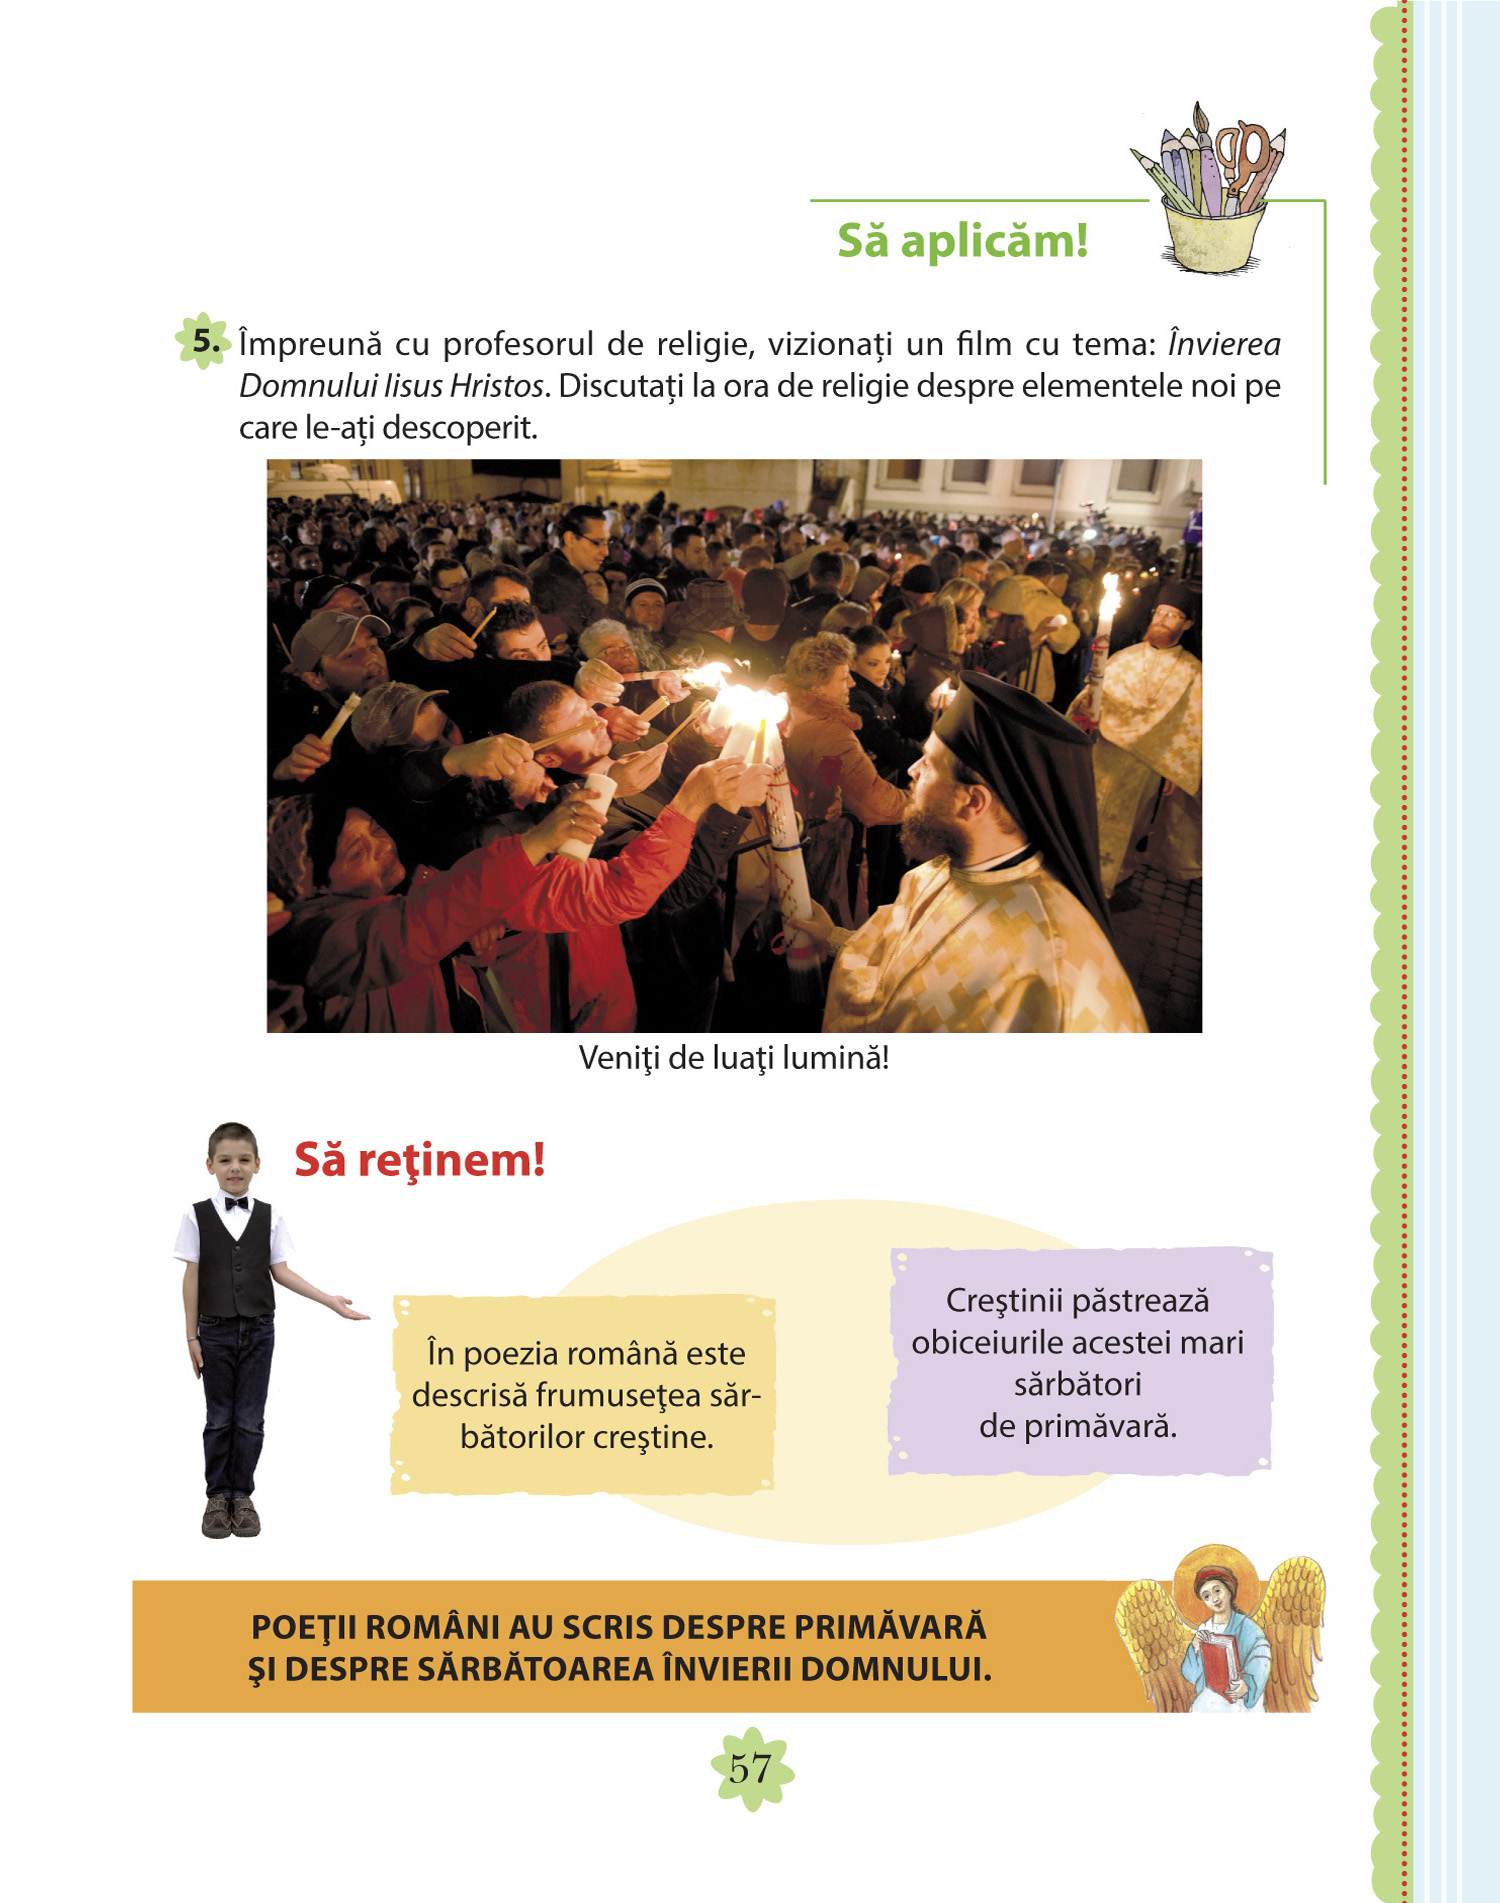 Să aplicăm!
5. Împreună cu profesorul de religie, vizionați un film cu tema: Învierea
Domnului Iisus Hristos. Discutați la ora de religie despre elementele noi pe
care le-ați descoperit.
Veniţi de luaţi lumină!
Să reţinem!
În poezia română este
descrisă frumuseţea săr-
bătorilor creştine.
Creştinii păstrează
obiceiurile acestei mari
sărbători
de primăvară.
POEŢII ROMÂNI AU SCRIS DESPRE PRIMĂVARĂ
ŞI DESPRE SĂRBĂTOAREA ÎNVIERII DOMNULUI.
57